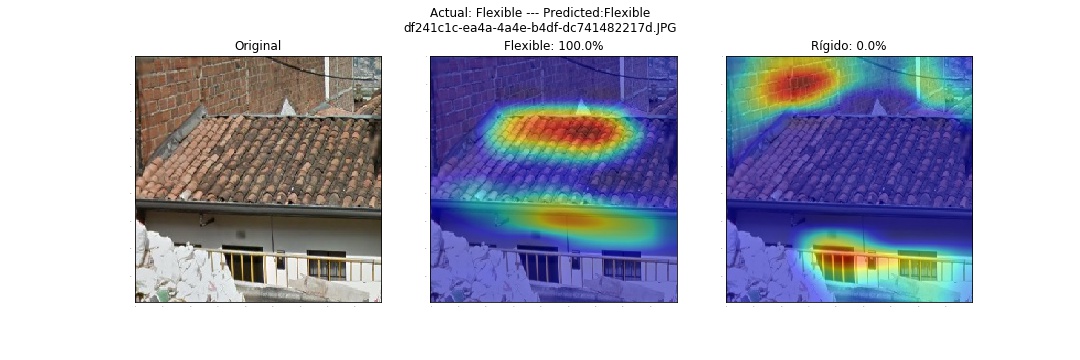 Actual: Flexible --- Predicted:Flexible
df241c1c-ea4a-4a4e-b4df-dc741482217d.JPG
Original
Flexible: 100.0%
Rígido: 0.0%